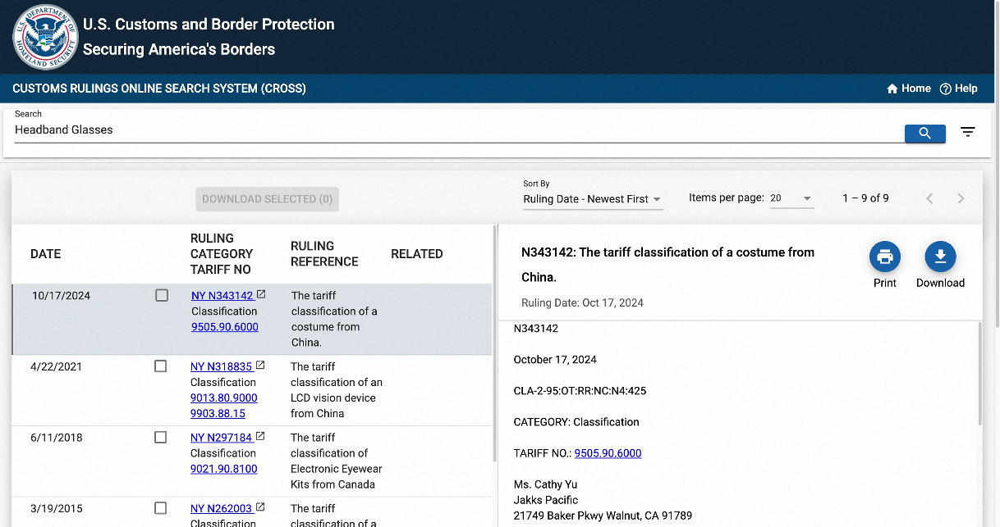 U.S. DEPARTMENT OF
HOMELAND SECURITY
U.S. Customs and Border Protection
Securing America's Borders
CUSTOMS RULINGS ONLINE SEARCH SYSTEM (CROSS)
Home
Help
Search
Headband Glasses
DOWNLOAD SELECTED (0)
Sort By
Ruling Date - Newest First
Items per page: 20
1 – 9 of 9
DATE
RULING
CATEGORY
TARIFF NO
RULING
REFERENCE
RELATED
10/17/2024
NY N343142
Classification
9505.90.6000
The tariff
classification of a
costume from
China.
4/22/2021
NY N318835
Classification
9013.80.9000
9903.88.15
The tariff
classification of an
LCD vision device
from China
6/11/2018
NY N297184
Classification
9021.90.8100
The tariff
classification of
Electronic Eyewear
Kits from Canada
3/19/2015
NY N262003
Classification
The tariff
classification of a
N343142: The tariff classification of a costume from
China.
Ruling Date: Oct 17, 2024
Print
Download
N343142
October 17, 2024
CLA-2-95:OT:RR:NC:N4:425
CATEGORY: Classification
TARIFF NO.: 9505.90.6000
Ms. Cathy Yu
Jakks Pacific
21749 Baker Pkwy Walnut, CA 91789